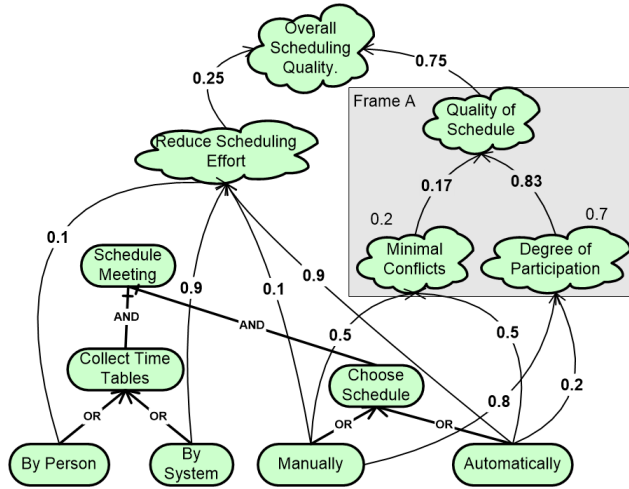 Overall
Scheduling
Quality.
0.25
0.75
Frame A
Quality of
Schedule
Reduce Scheduling
Effort
0.17
0.83
0.2
0.7
0.1
Schedule
Meeting
Minimal
Conflicts
Degree of
Participation
0.9
0.1
0.9
AND
AND
0.5
0.5
Collect Time
Tables
Choose
Schedule
0.8
0.2
OR
OR
OR
OR
By Person
By
System
Manually
Automatically